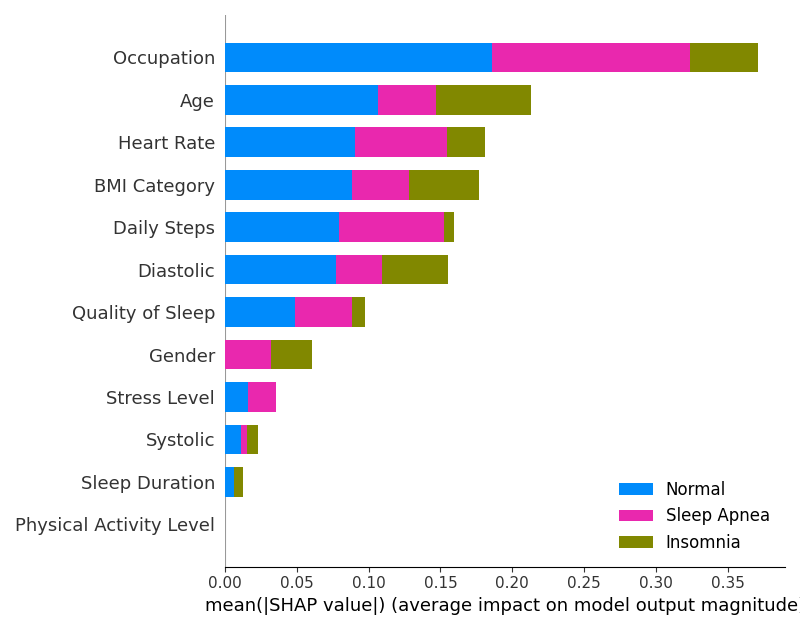 Occupation
Age
Heart Rate
BMI Category
Daily Steps
Diastolic
Quality of Sleep
Gender
Stress Level
Systolic
Sleep Duration
Physical Activity Level
Normal
Sleep Apnea
Insomnia
0.00 0.05 0.10 0.15 0.20 0.25 0.30 0.35
mean(|SHAP value|) (average impact on model output magnitude)